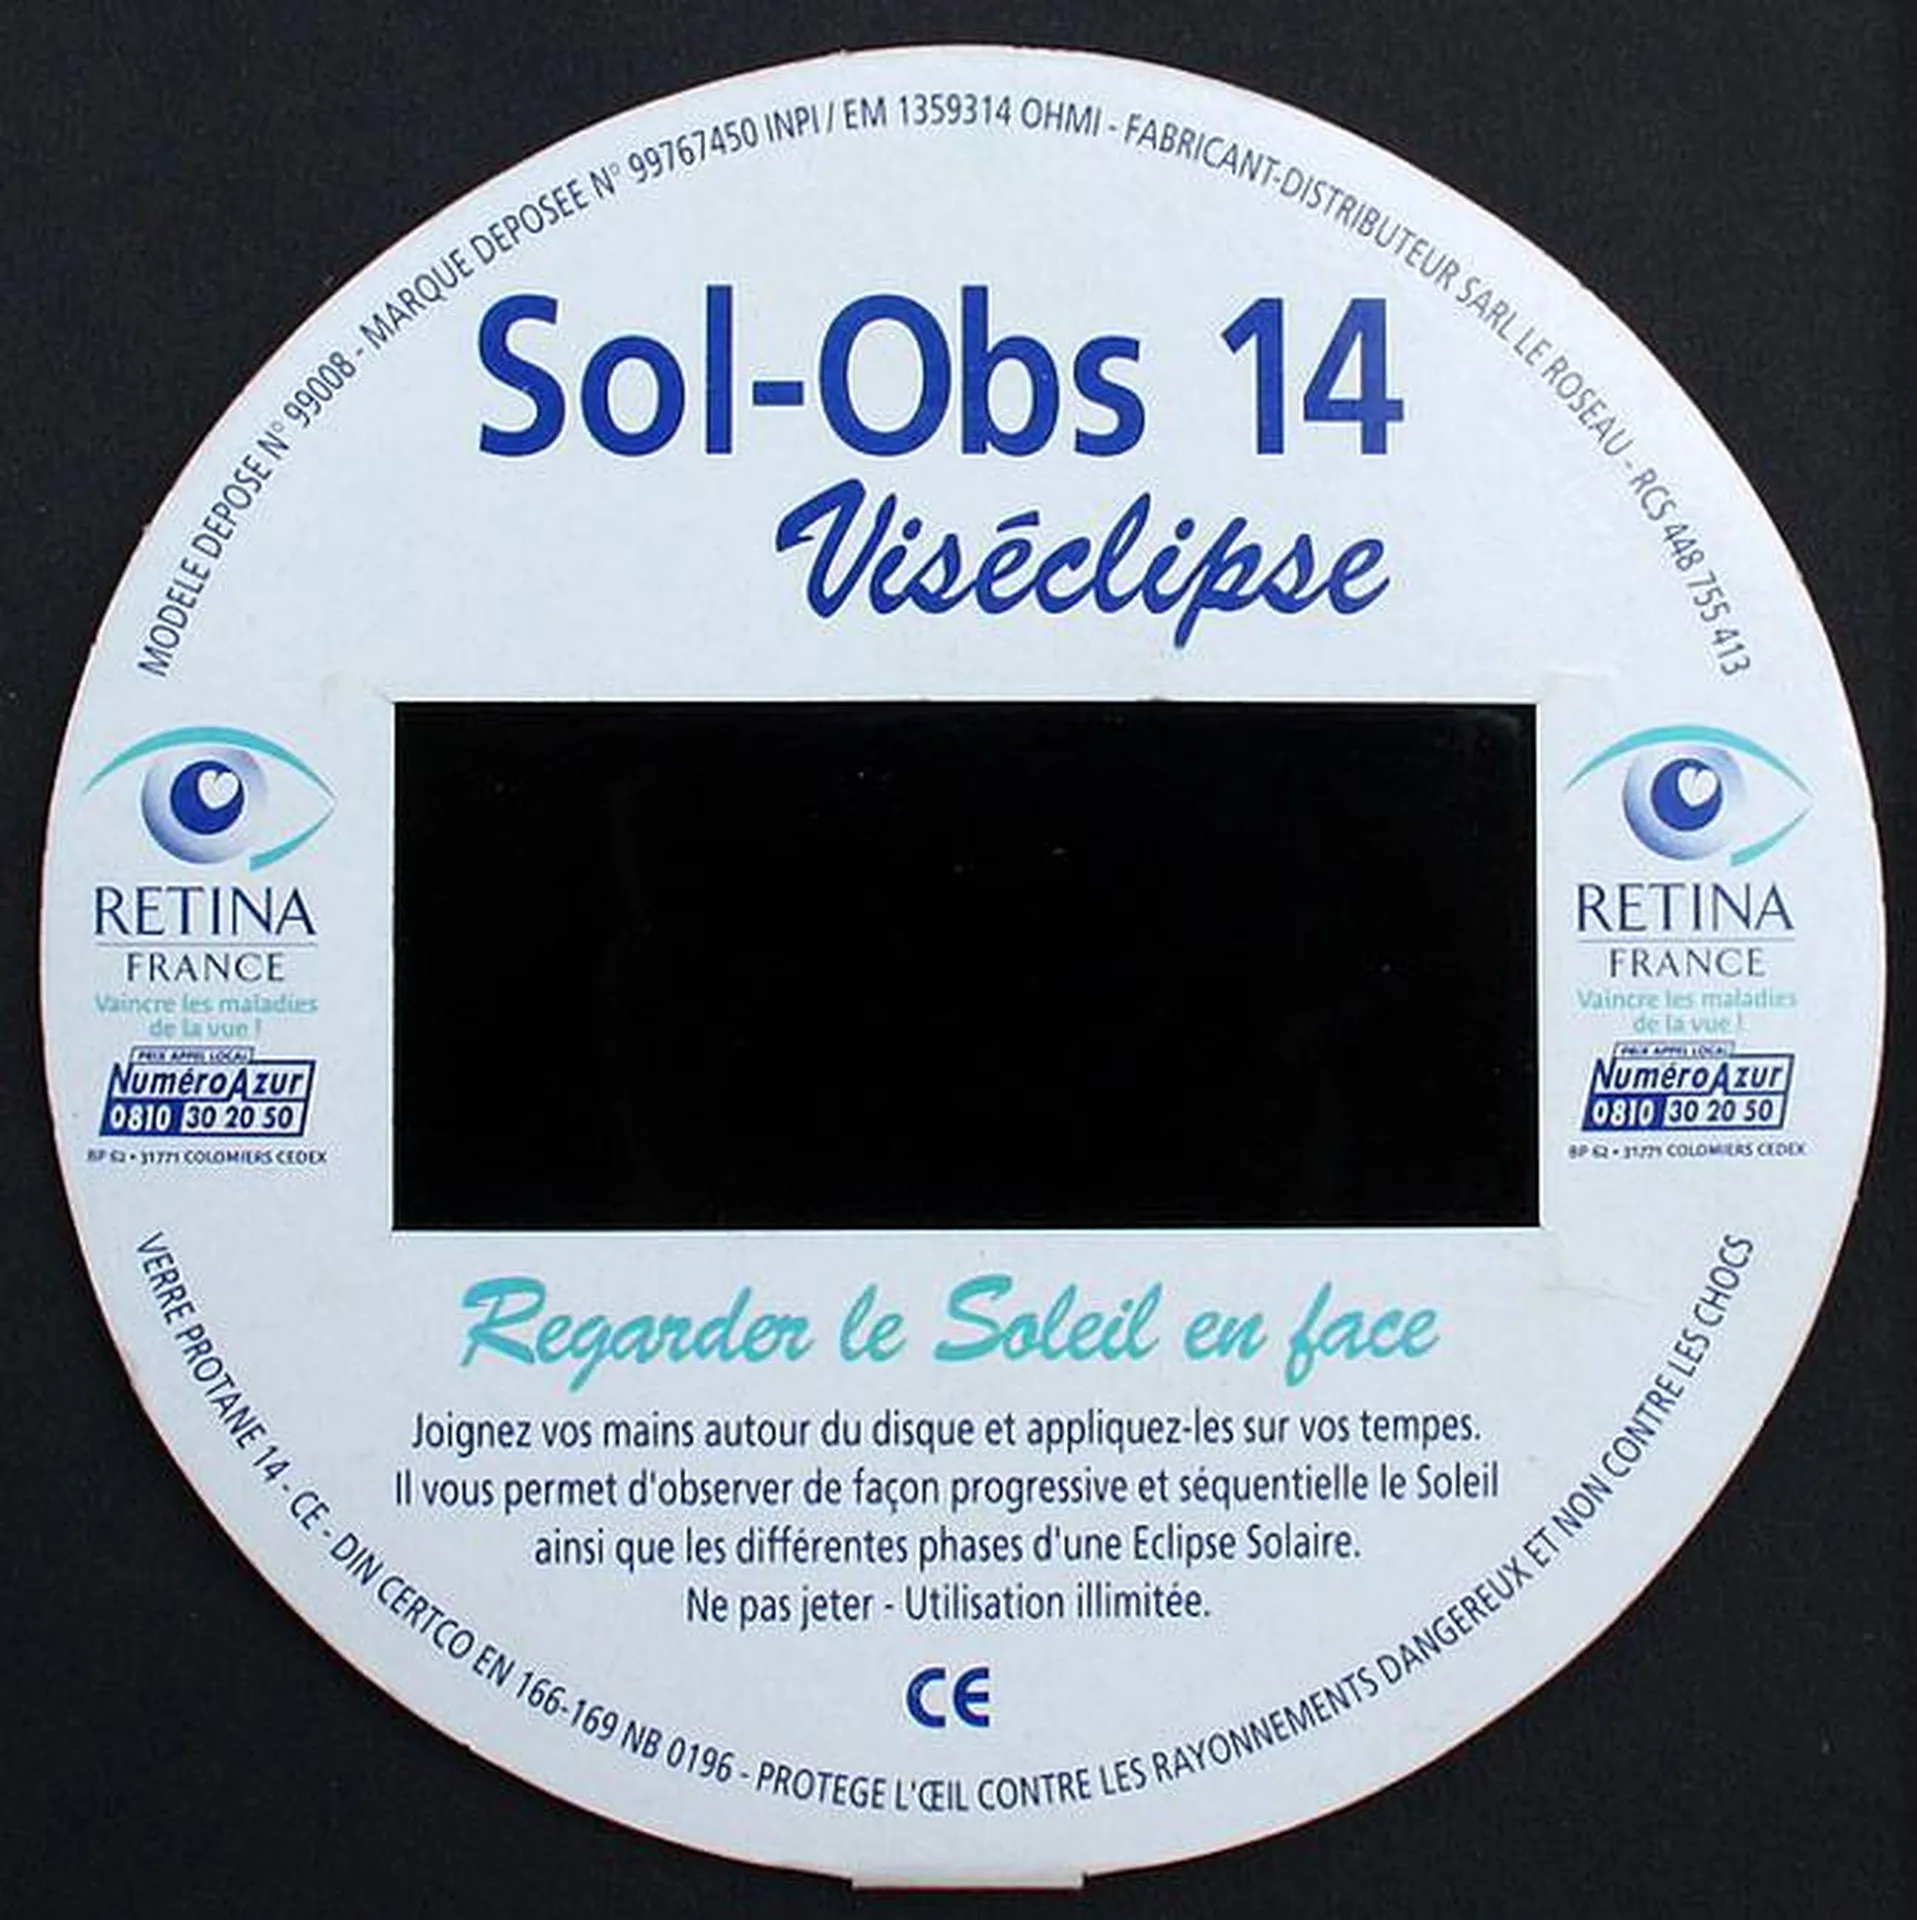 MODELE DEPOSE N° 99008 - MARQUE DEPOSEE N° 99767450 INPI / EM 1359314 OHMI - FABRICANT-DISTRIBUTEUR SARL LE ROSEAU - RCS 448 755 413
Sol-Obs 14
Viséclipse
RETINA
FRANCE
Vaincre les maladies
de la vue !
PRIX APPEL LOCAL
NuméroAzur
0810 30 20 50
BP 62 • 31771 COLOMIERS CEDEX
RETINA
FRANCE
Vaincre les maladies
de la vue !
PRIX APPEL LOCAL
NuméroAzur
0810 30 20 50
BP 62 • 31771 COLOMIERS CEDEX
Regarder le Soleil en face
Joignez vos mains autour du disque et appliquez-les sur vos tempes.
Il vous permet d'observer de façon progressive et séquentielle le Soleil
ainsi que les différentes phases d'une Eclipse Solaire.
Ne pas jeter - Utilisation illimitée.
CE
VERRE PROTANE 14 - CE - DIN CERTCO EN 166-169 NB 0196 - PROTEGE L'ŒIL CONTRE LES RAYONNEMENTS DANGEREUX ET NON CONTRE LES CHOCS